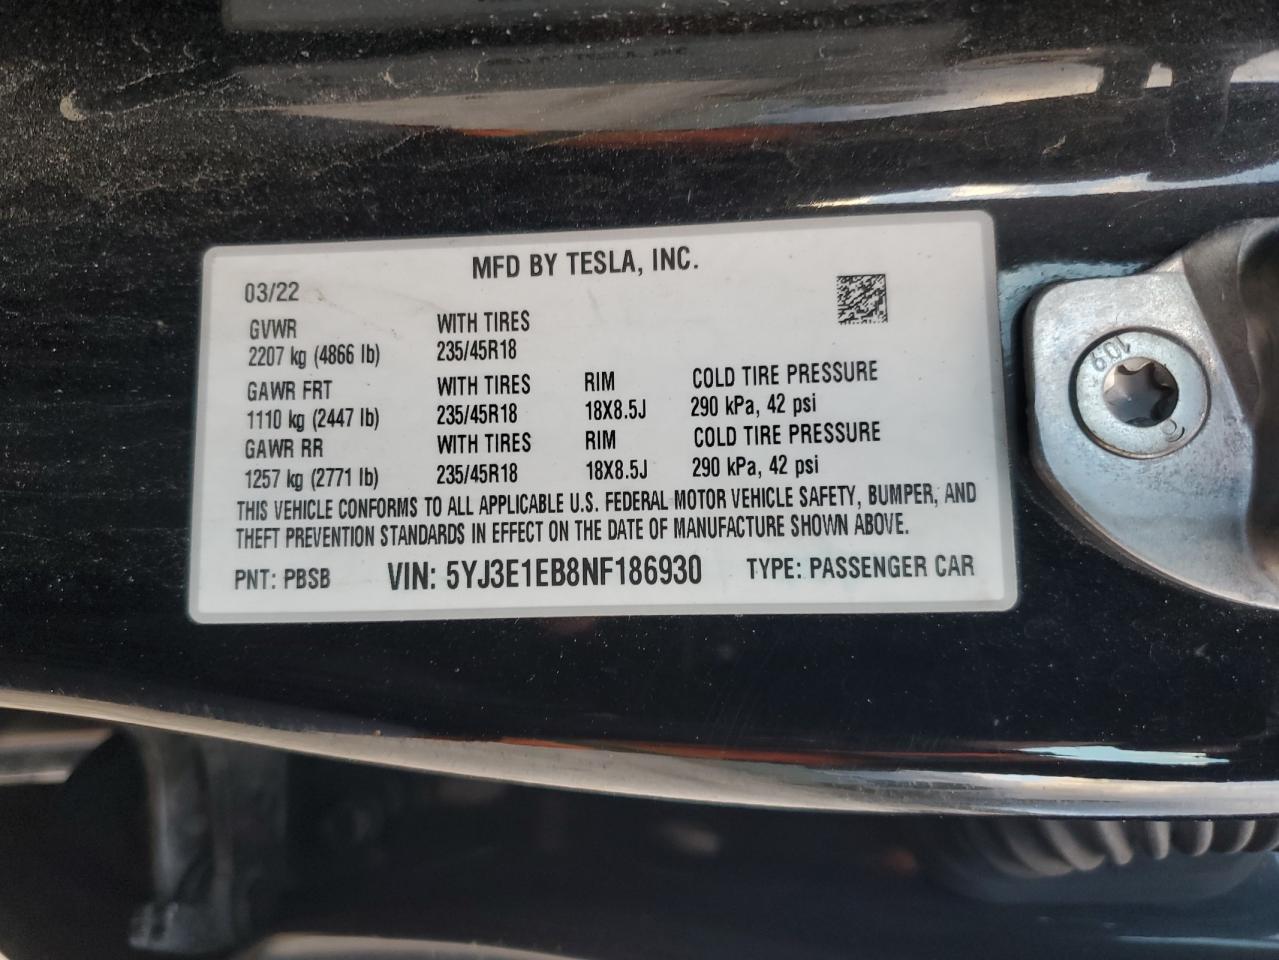 MFD BY TESLA, INC.
03/22
GVWR WITH TIRES
2207 kg (4866 lb) 235/45R18
GAWR FRT WITH TIRES RIM COLD TIRE PRESSURE
1110 kg (2447 lb) 235/45R18 18X8.5J 290 kPa, 42 psi
GAWR RR WITH TIRES RIM COLD TIRE PRESSURE
1257 kg (2771 lb) 235/45R18 18X8.5J 290 kPa, 42 psi
THIS VEHICLE CONFORMS TO ALL APPLICABLE U.S. FEDERAL MOTOR VEHICLE SAFETY, BUMPER, AND
THEFT PREVENTION STANDARDS IN EFFECT ON THE DATE OF MANUFACTURE SHOWN ABOVE.
PNT: PBSB VIN: 5YJ3E1EB8NF186930 TYPE: PASSENGER CAR
10.9